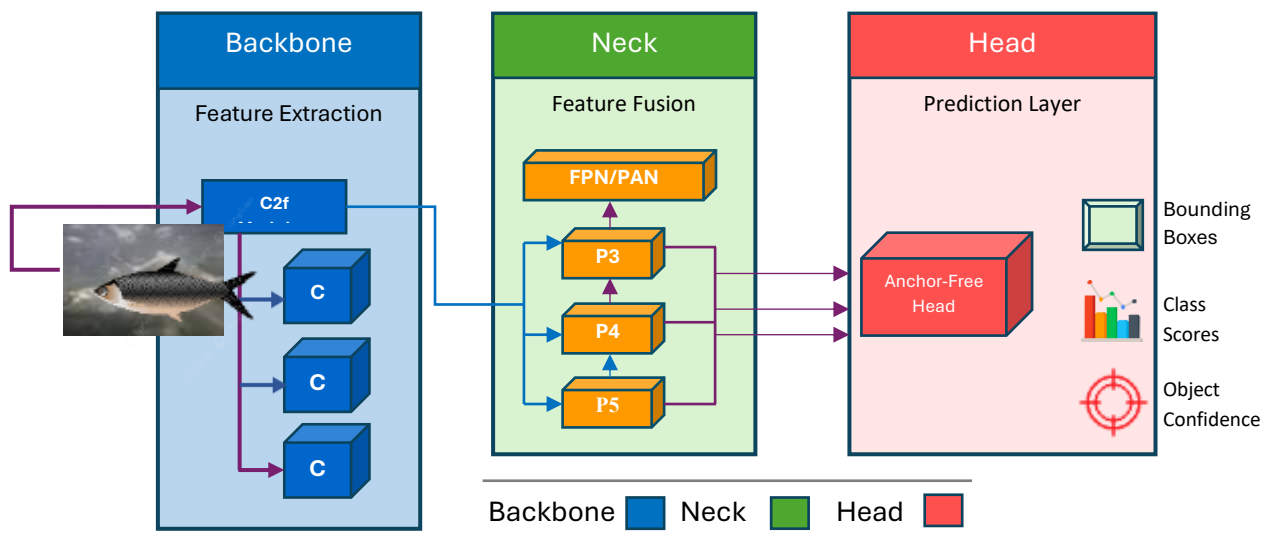 Backbone
Feature Extraction
C2f
C
C
C
Neck
Feature Fusion
FPN/PAN
P3
P4
P5
Head
Prediction Layer
Anchor-Free
Head
Bounding
Boxes
Class
Scores
Object
Confidence
Backbone Neck Head